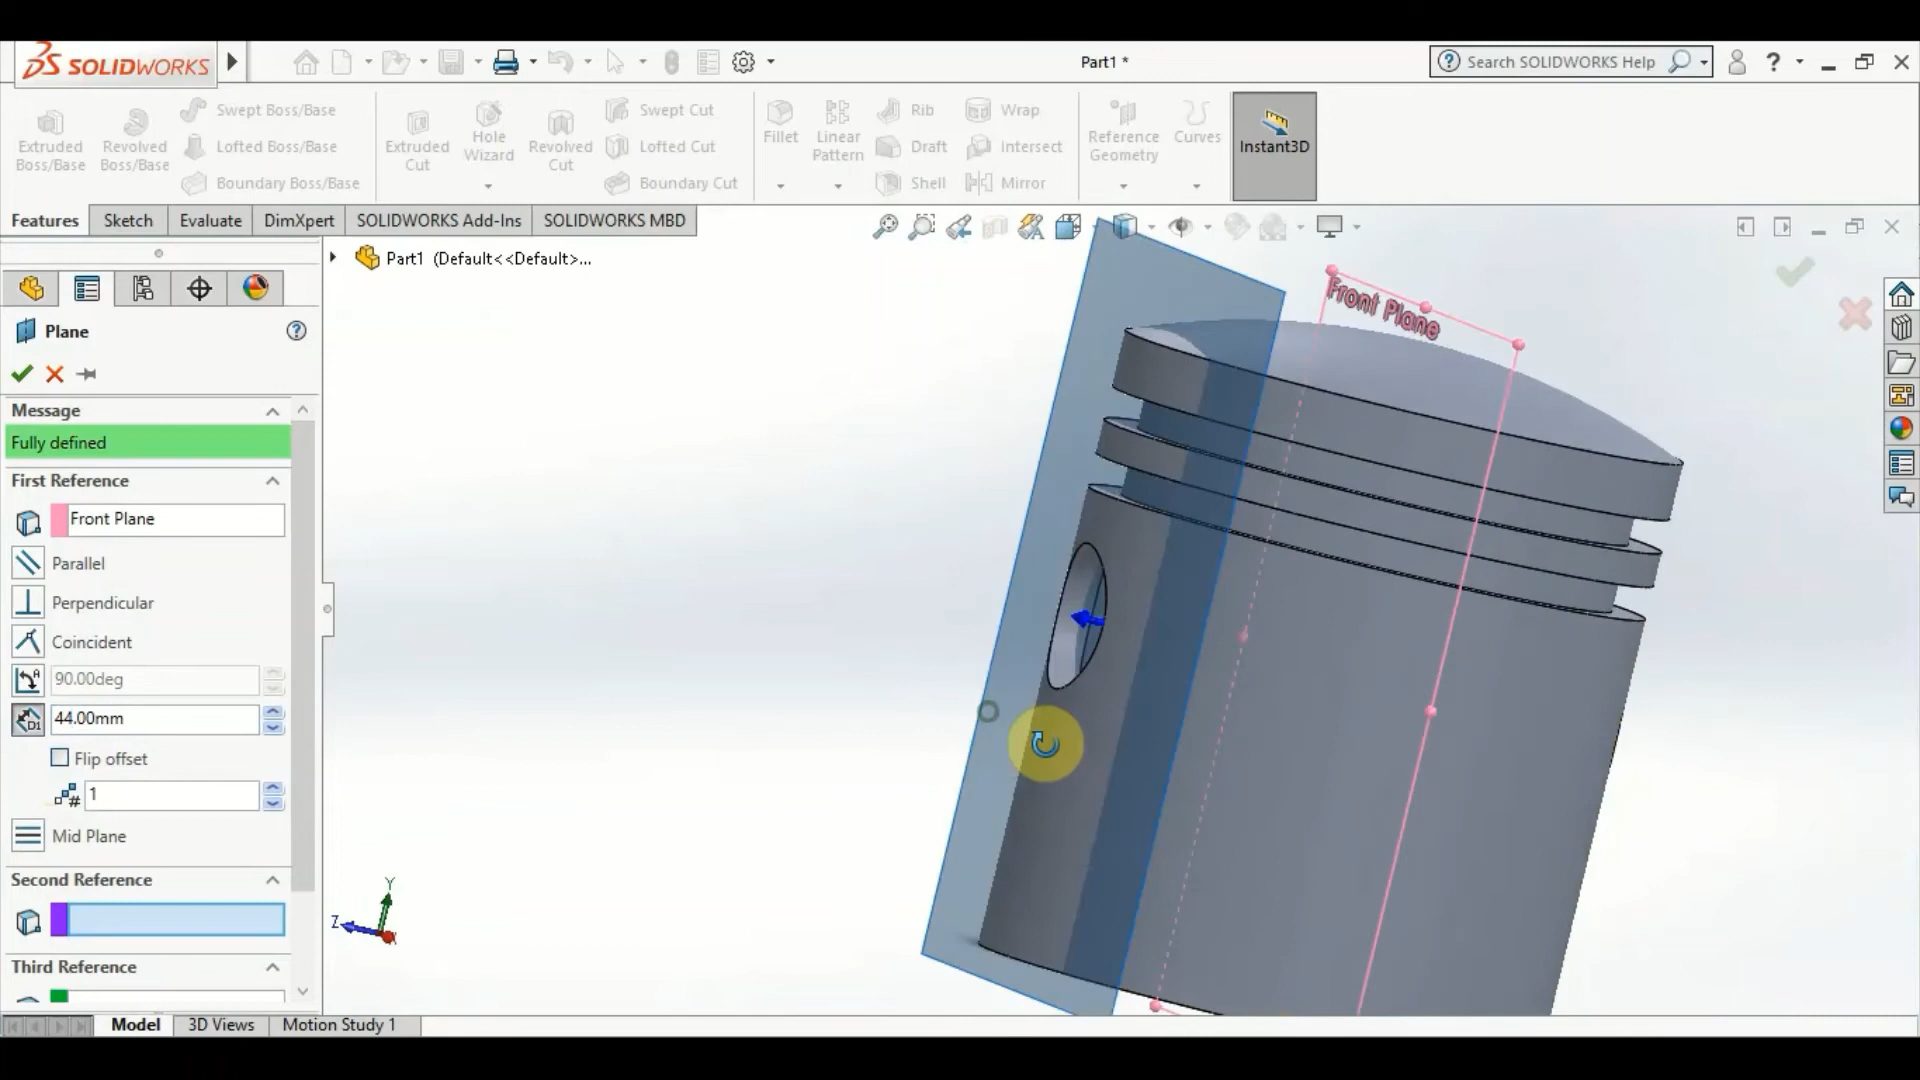 SOLIDWORKS
Part1 *
Search SOLIDWORKS Help
?
Extruded Boss/Base
Revolved Boss/Base
Swept Boss/Base
Lofted Boss/Base
Boundary Boss/Base
Extruded Cut
Hole Wizard
Revolved Cut
Swept Cut
Lofted Cut
Boundary Cut
Fillet
Linear Pattern
Rib
Draft
Shell
Wrap
Intersect
Mirror
Reference Geometry
Curves
Instant3D
Features
Sketch
Evaluate
DimXpert
SOLIDWORKS Add-Ins
SOLIDWORKS MBD
Part1 (Default<<Default>...
Plane
Message
Fully defined
First Reference
Front Plane
Parallel
Perpendicular
Coincident
90.00deg
44.00mm
Flip offset
1
Mid Plane
Second Reference
Third Reference
Front Plane
Y
Z
Model
3D Views
Motion Study 1